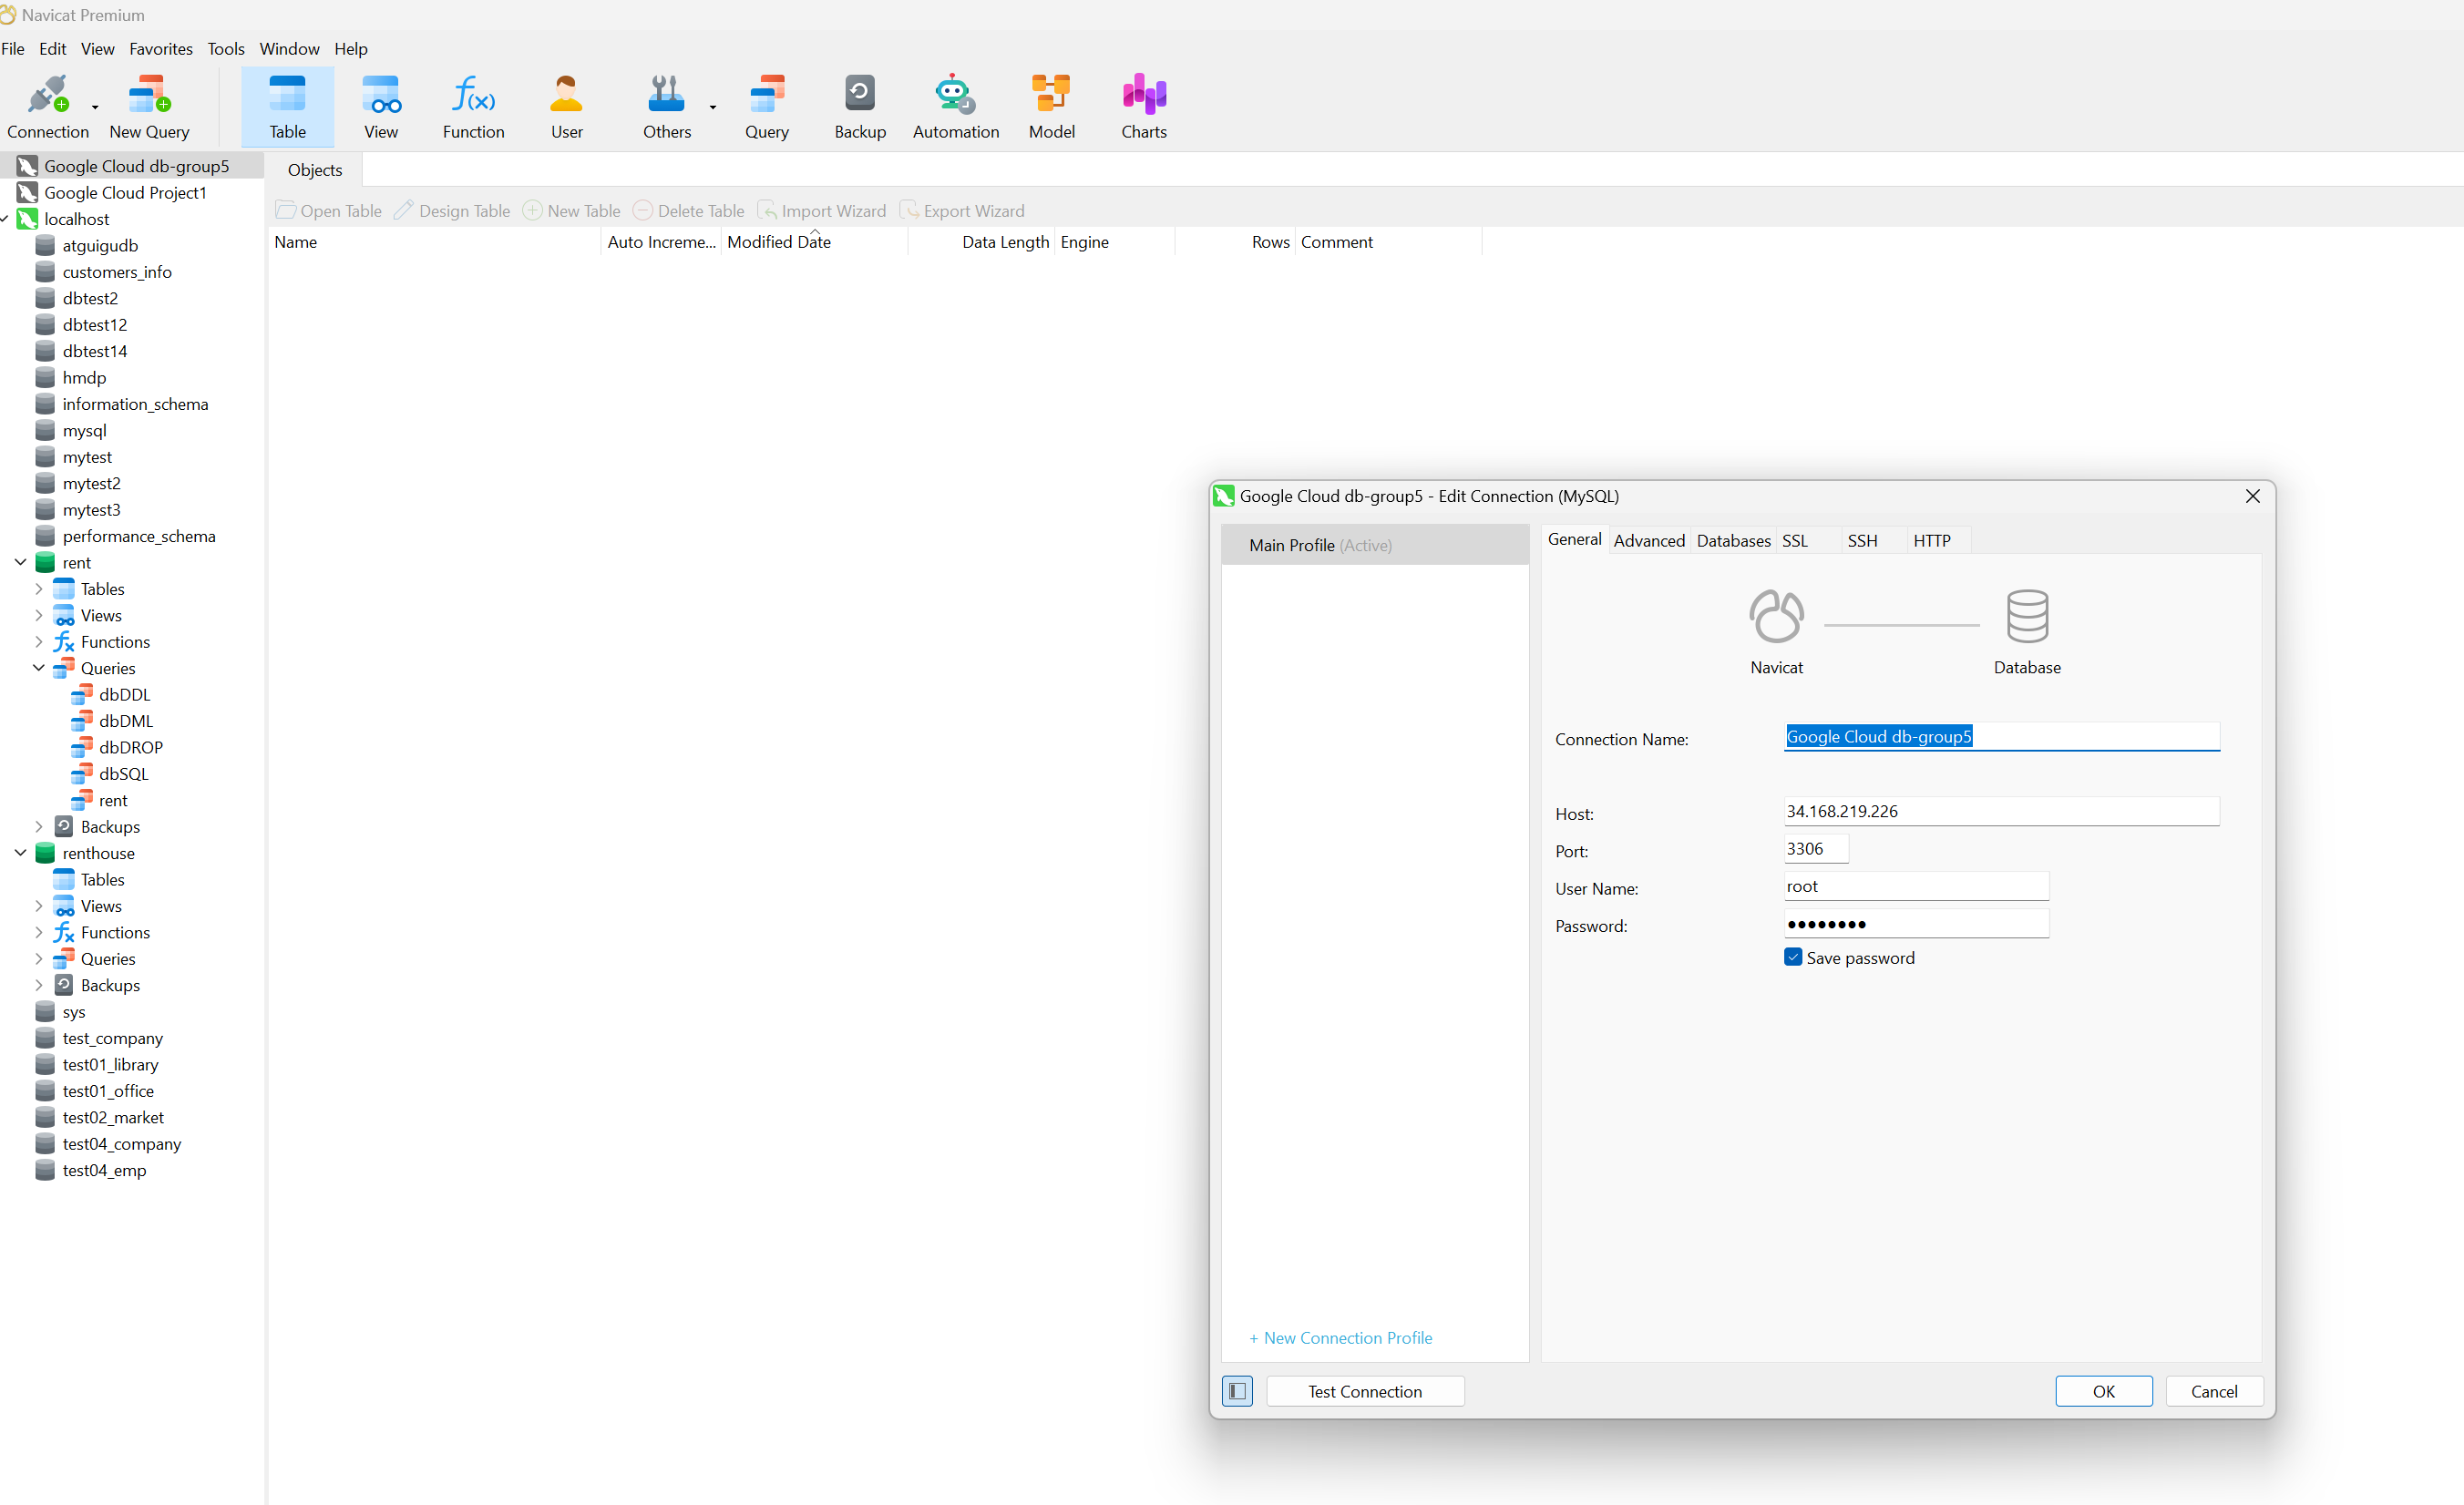 Navicat Premium
File Edit View Favorites Tools Window Help
Connection New Query Table View Function User Others Query Backup Automation Model Charts
Google Cloud db-group5
Google Cloud Project1
localhost
atguigudb
customers_info
dbtest2
dbtest12
dbtest14
hmdp
information_schema
mysql
mytest
mytest2
mytest3
performance_schema
rent
Tables
Views
Functions
Queries
dbDDL
dbDML
dbDROP
dbSQL
rent
Backups
renthouse
Tables
Views
Functions
Queries
Backups
sys
test_company
test01_library
test01_office
test02_market
test04_company
test04_emp
Objects
Open Table Design Table New Table Delete Table Import Wizard Export Wizard
Name Auto Increme... Modified Date Data Length Engine Rows Comment
Google Cloud db-group5 - Edit Connection (MySQL)
Main Profile (Active)
+ New Connection Profile
General Advanced Databases SSL SSH HTTP
Navicat Database
Connection Name: Google Cloud db-group5
Host: 34.168.219.226
Port: 3306
User Name: root
Password: ••••••••
Save password
Test Connection OK Cancel